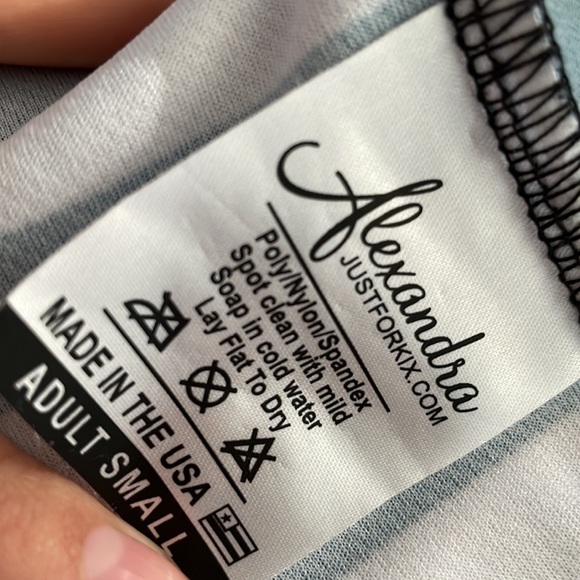 Alexandra
JUSTFORKIX.COM
Poly/Nylon/Spandex
Spot clean with mild
Soap in cold water
Lay Flat To Dry
MADE IN THE USA
ADULT SMALL